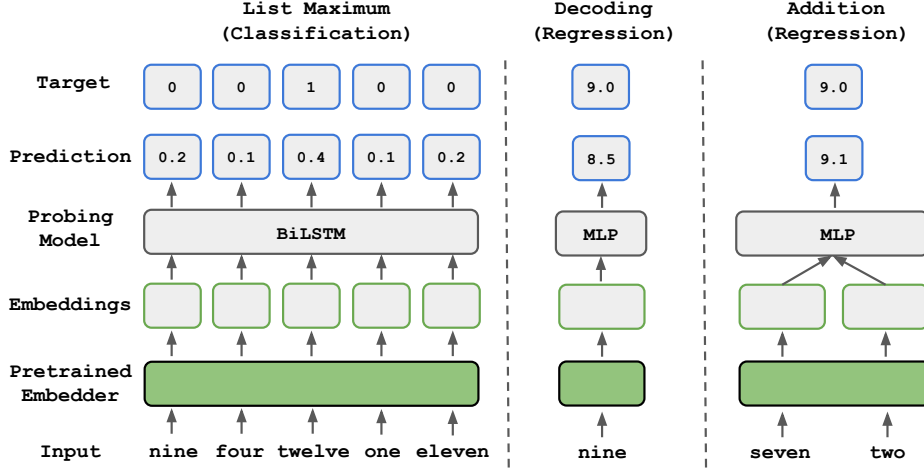 List Maximum
(Classification)
Decoding
(Regression)
Addition
(Regression)
Target
0 0 1 0 0
9.0
9.0
Prediction
0.2 0.1 0.4 0.1 0.2
8.5
9.1
Probing
Model
BiLSTM
MLP
MLP
Embeddings
Pretrained
Embedder
Input
nine four twelve one eleven
nine
seven two